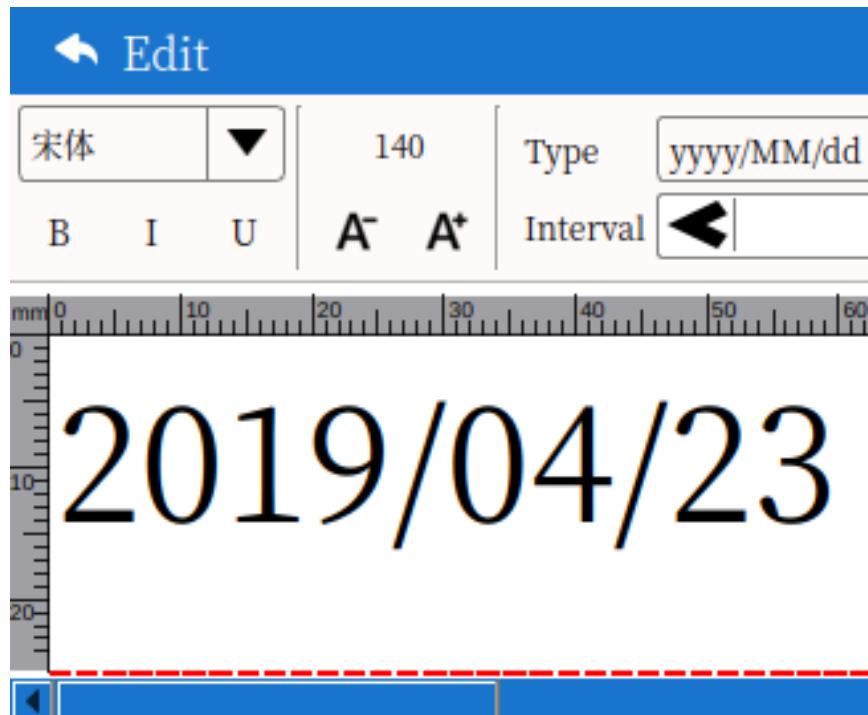 Edit
宋体
140
Type yyyy/MM/dd
B I U A- A+ Interval
mm 0 10 20 30 40 50 60
0
2019/04/23
10
20